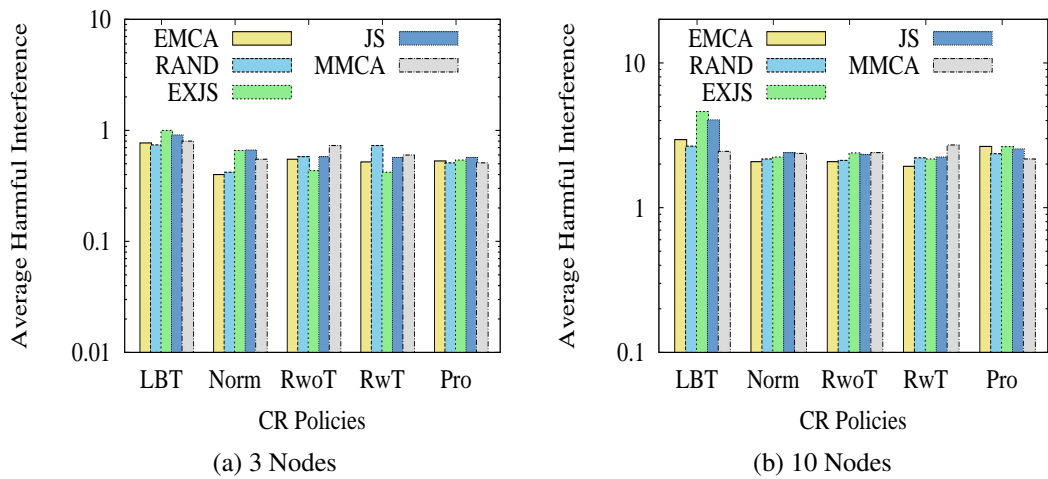 10
1
0.1
0.01
Average Harmful Interference
EMCA
RAND
EXJS
JS
MMCA
LBT
Norm
RwoT
RwT
Pro
CR Policies
(a) 3 Nodes
10
1
0.1
Average Harmful Interference
EMCA
RAND
EXJS
JS
MMCA
LBT
Norm
RwoT
RwT
Pro
CR Policies
(b) 10 Nodes